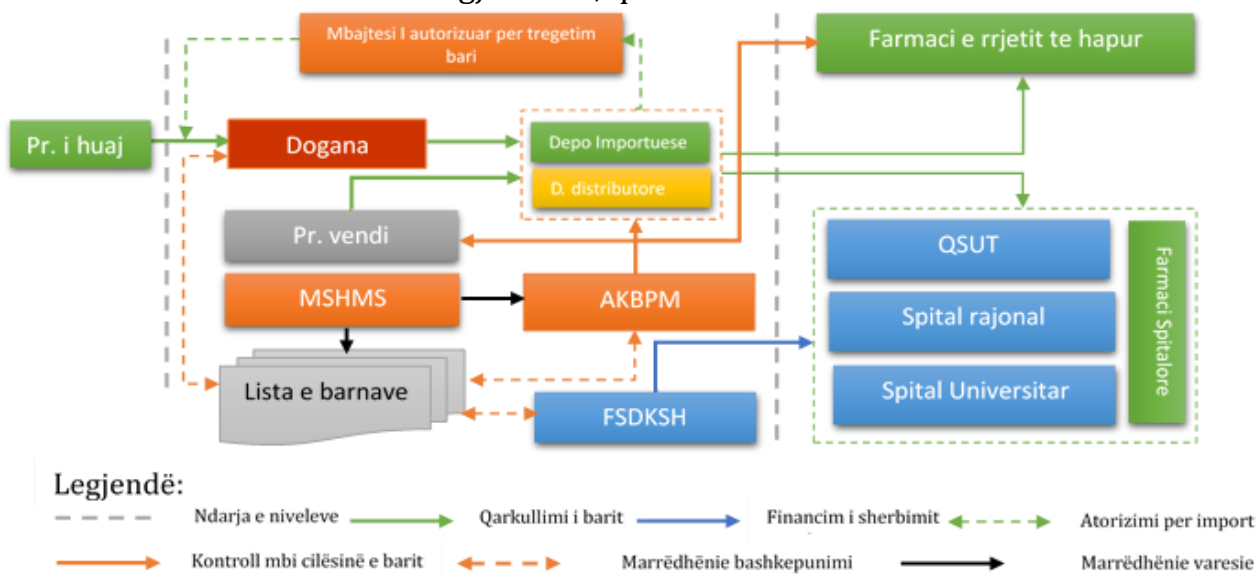 Mbajtesi I autorizuar per tregetim
bari
Farmaci e rrjetit te hapur
Pr. i huaj
Dogana
Depo Importuese
D. distributore
Pr. vendi
MSHMS
AKBPM
QSUT
Spital rajonal
Spital Universitar
Farmaci Spitalore
Lista e barnave
FSDKSH
Legjendë:
Ndarja e niveleve
Qarkullimi i barit
Financim i sherbimit
Atorizimi per import
Kontroll mbi cilësinë e barit
Marrëdhënie bashkepunimi
Marrëdhënie varesie